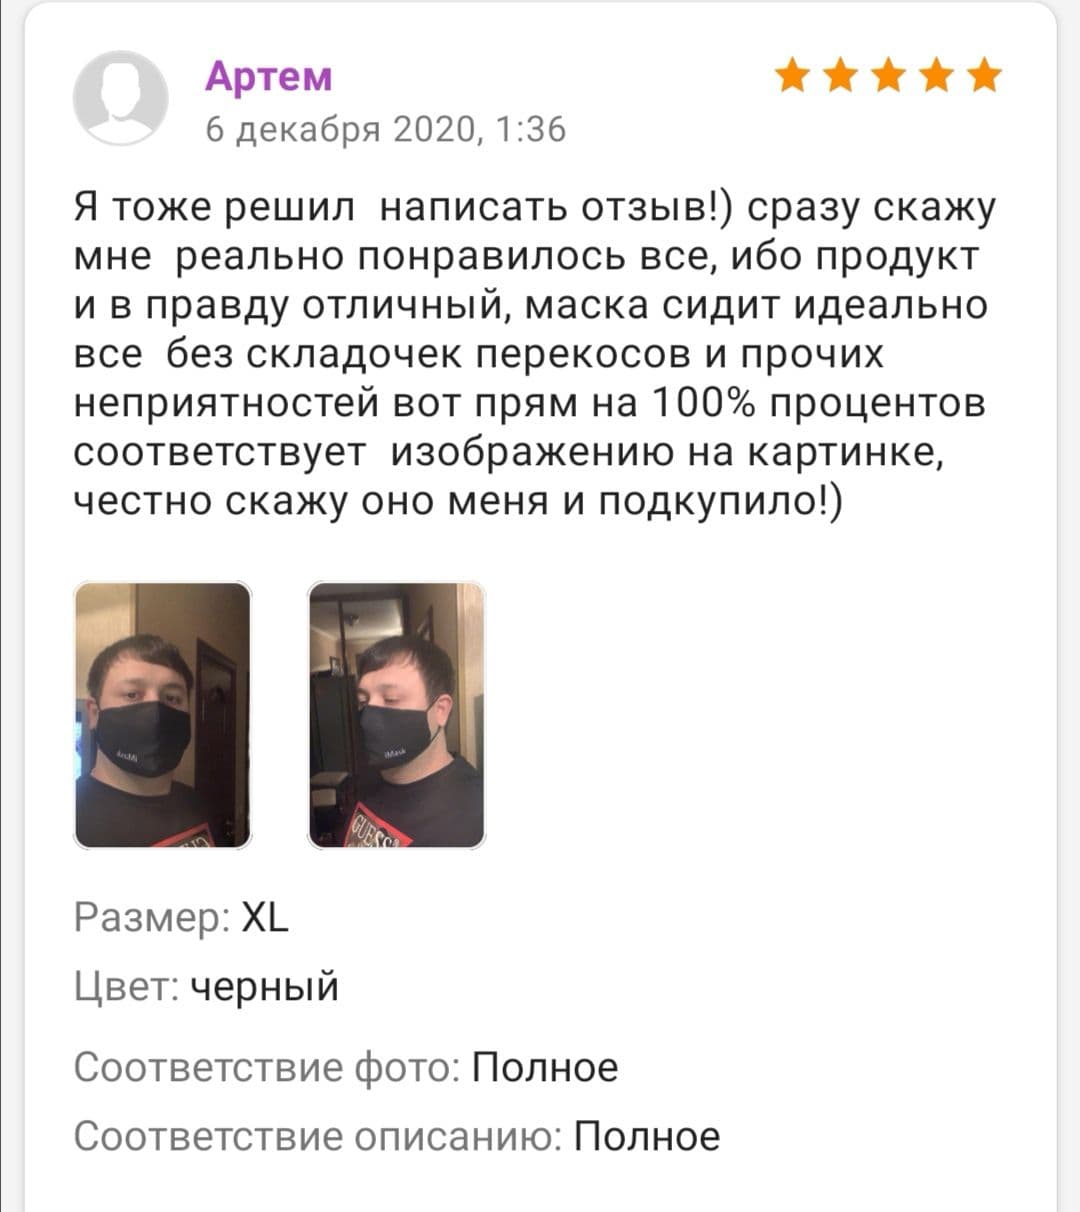 Артем
6 декабря 2020, 1:36
Я тоже решил  написать отзыв!) сразу скажу
мне  реально понравилось все, ибо продукт
и в правду отличный, маска сидит идеально
все  без складочек перекосов и прочих
неприятностей вот прям на 100% процентов
соответствует  изображению на картинке,
честно скажу оно меня и подкупило!)
iMask
GUESS
Размер: XL
Цвет: черный
Соответствие фото: Полное
Соответствие описанию: Полное